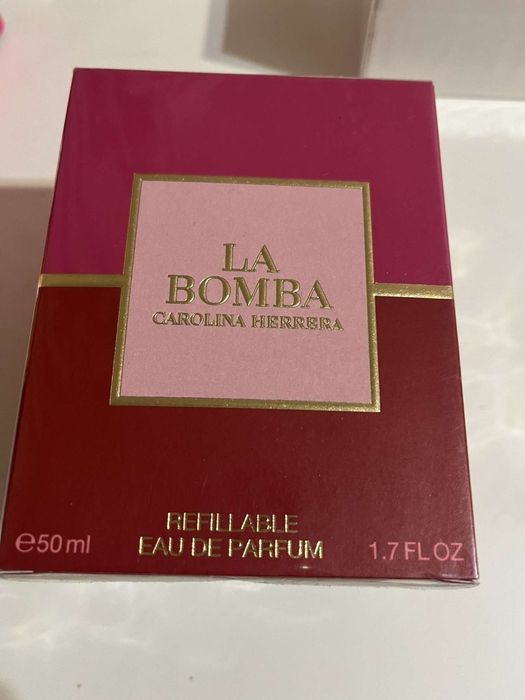 LA
BOMBA
CAROLINA HERRERA
REFILLABLE
EAU DE PARFUM
℮50 ml
1.7 FL OZ